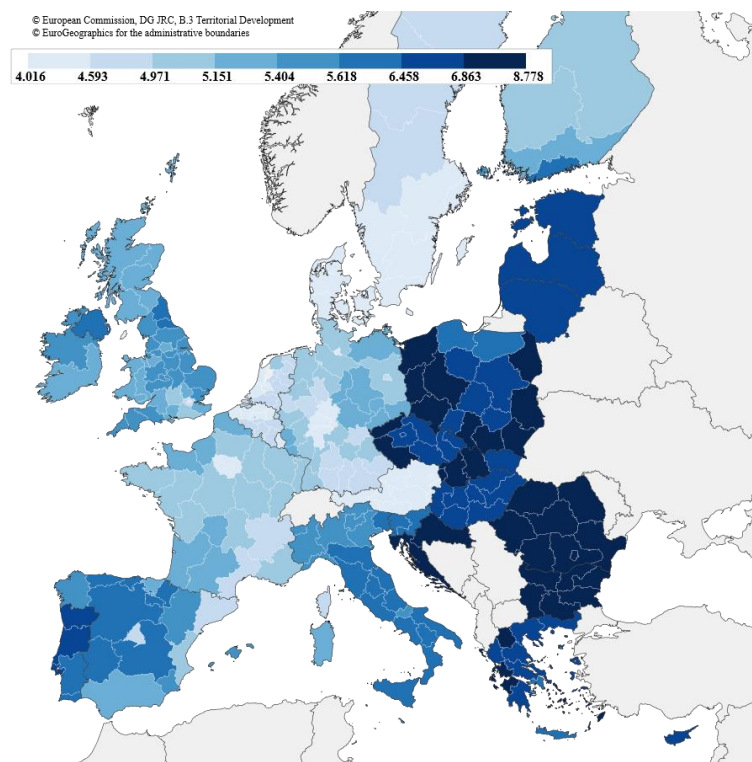 © European Commission, DG JRC, B.3 Territorial Development
© EuroGeographics for the administrative boundaries
4.016 4.593 4.971 5.151 5.404 5.618 6.458 6.863 8.778